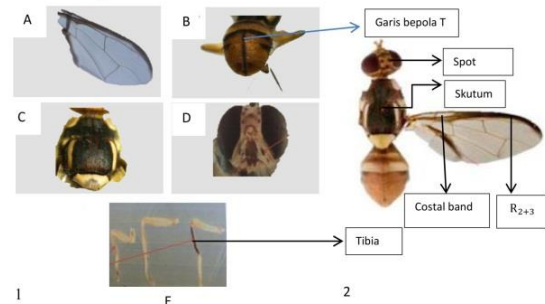 A
B
Garis bepola T
Spot
Skutum
C
D
Costal band
R2+3
Tibia
1
E
2